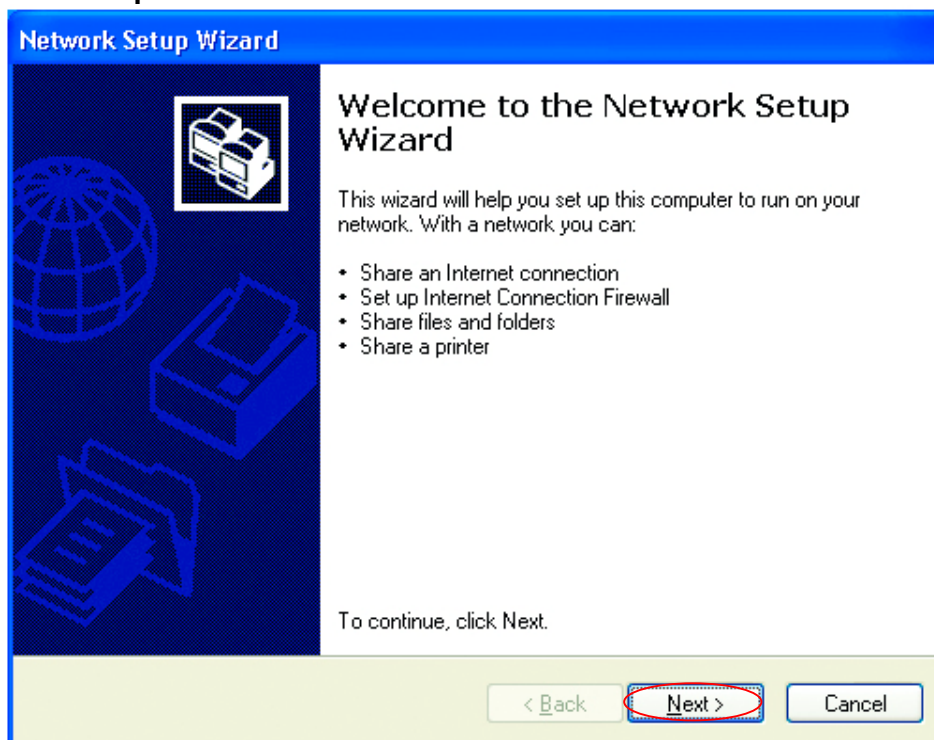 Network Setup Wizard
Welcome to the Network Setup
Wizard
This wizard will help you set up this computer to run on your
network. With a network you can:
• Share an Internet connection
• Set up Internet Connection Firewall
• Share files and folders
• Share a printer
To continue, click Next.
< Back Next > Cancel